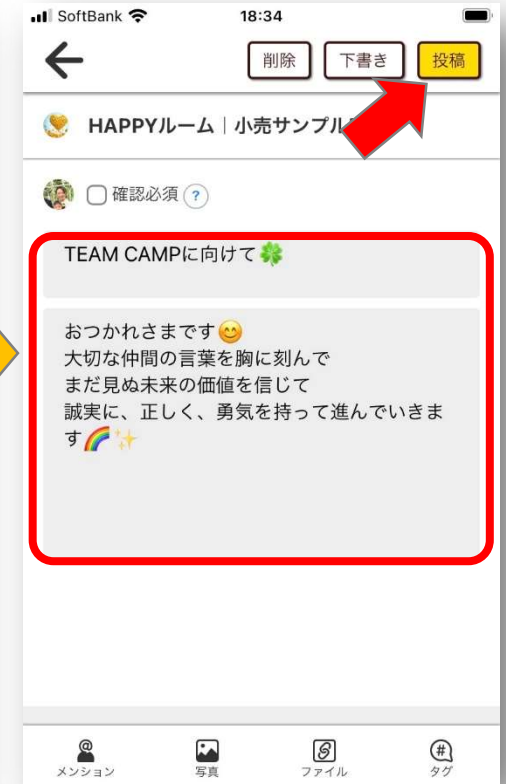 SoftBank 18:34
削除 下書き 投稿
HAPPYルーム｜小売サンプル
確認必須 ?
TEAM CAMPに向けて🍀
おつかれさまです😊
大切な仲間の言葉を胸に刻んで
まだ見ぬ未来の価値を信じて
誠実に、正しく、勇気を持って進んでいきま
す🌈✨
メンション 写真 ファイル タグ